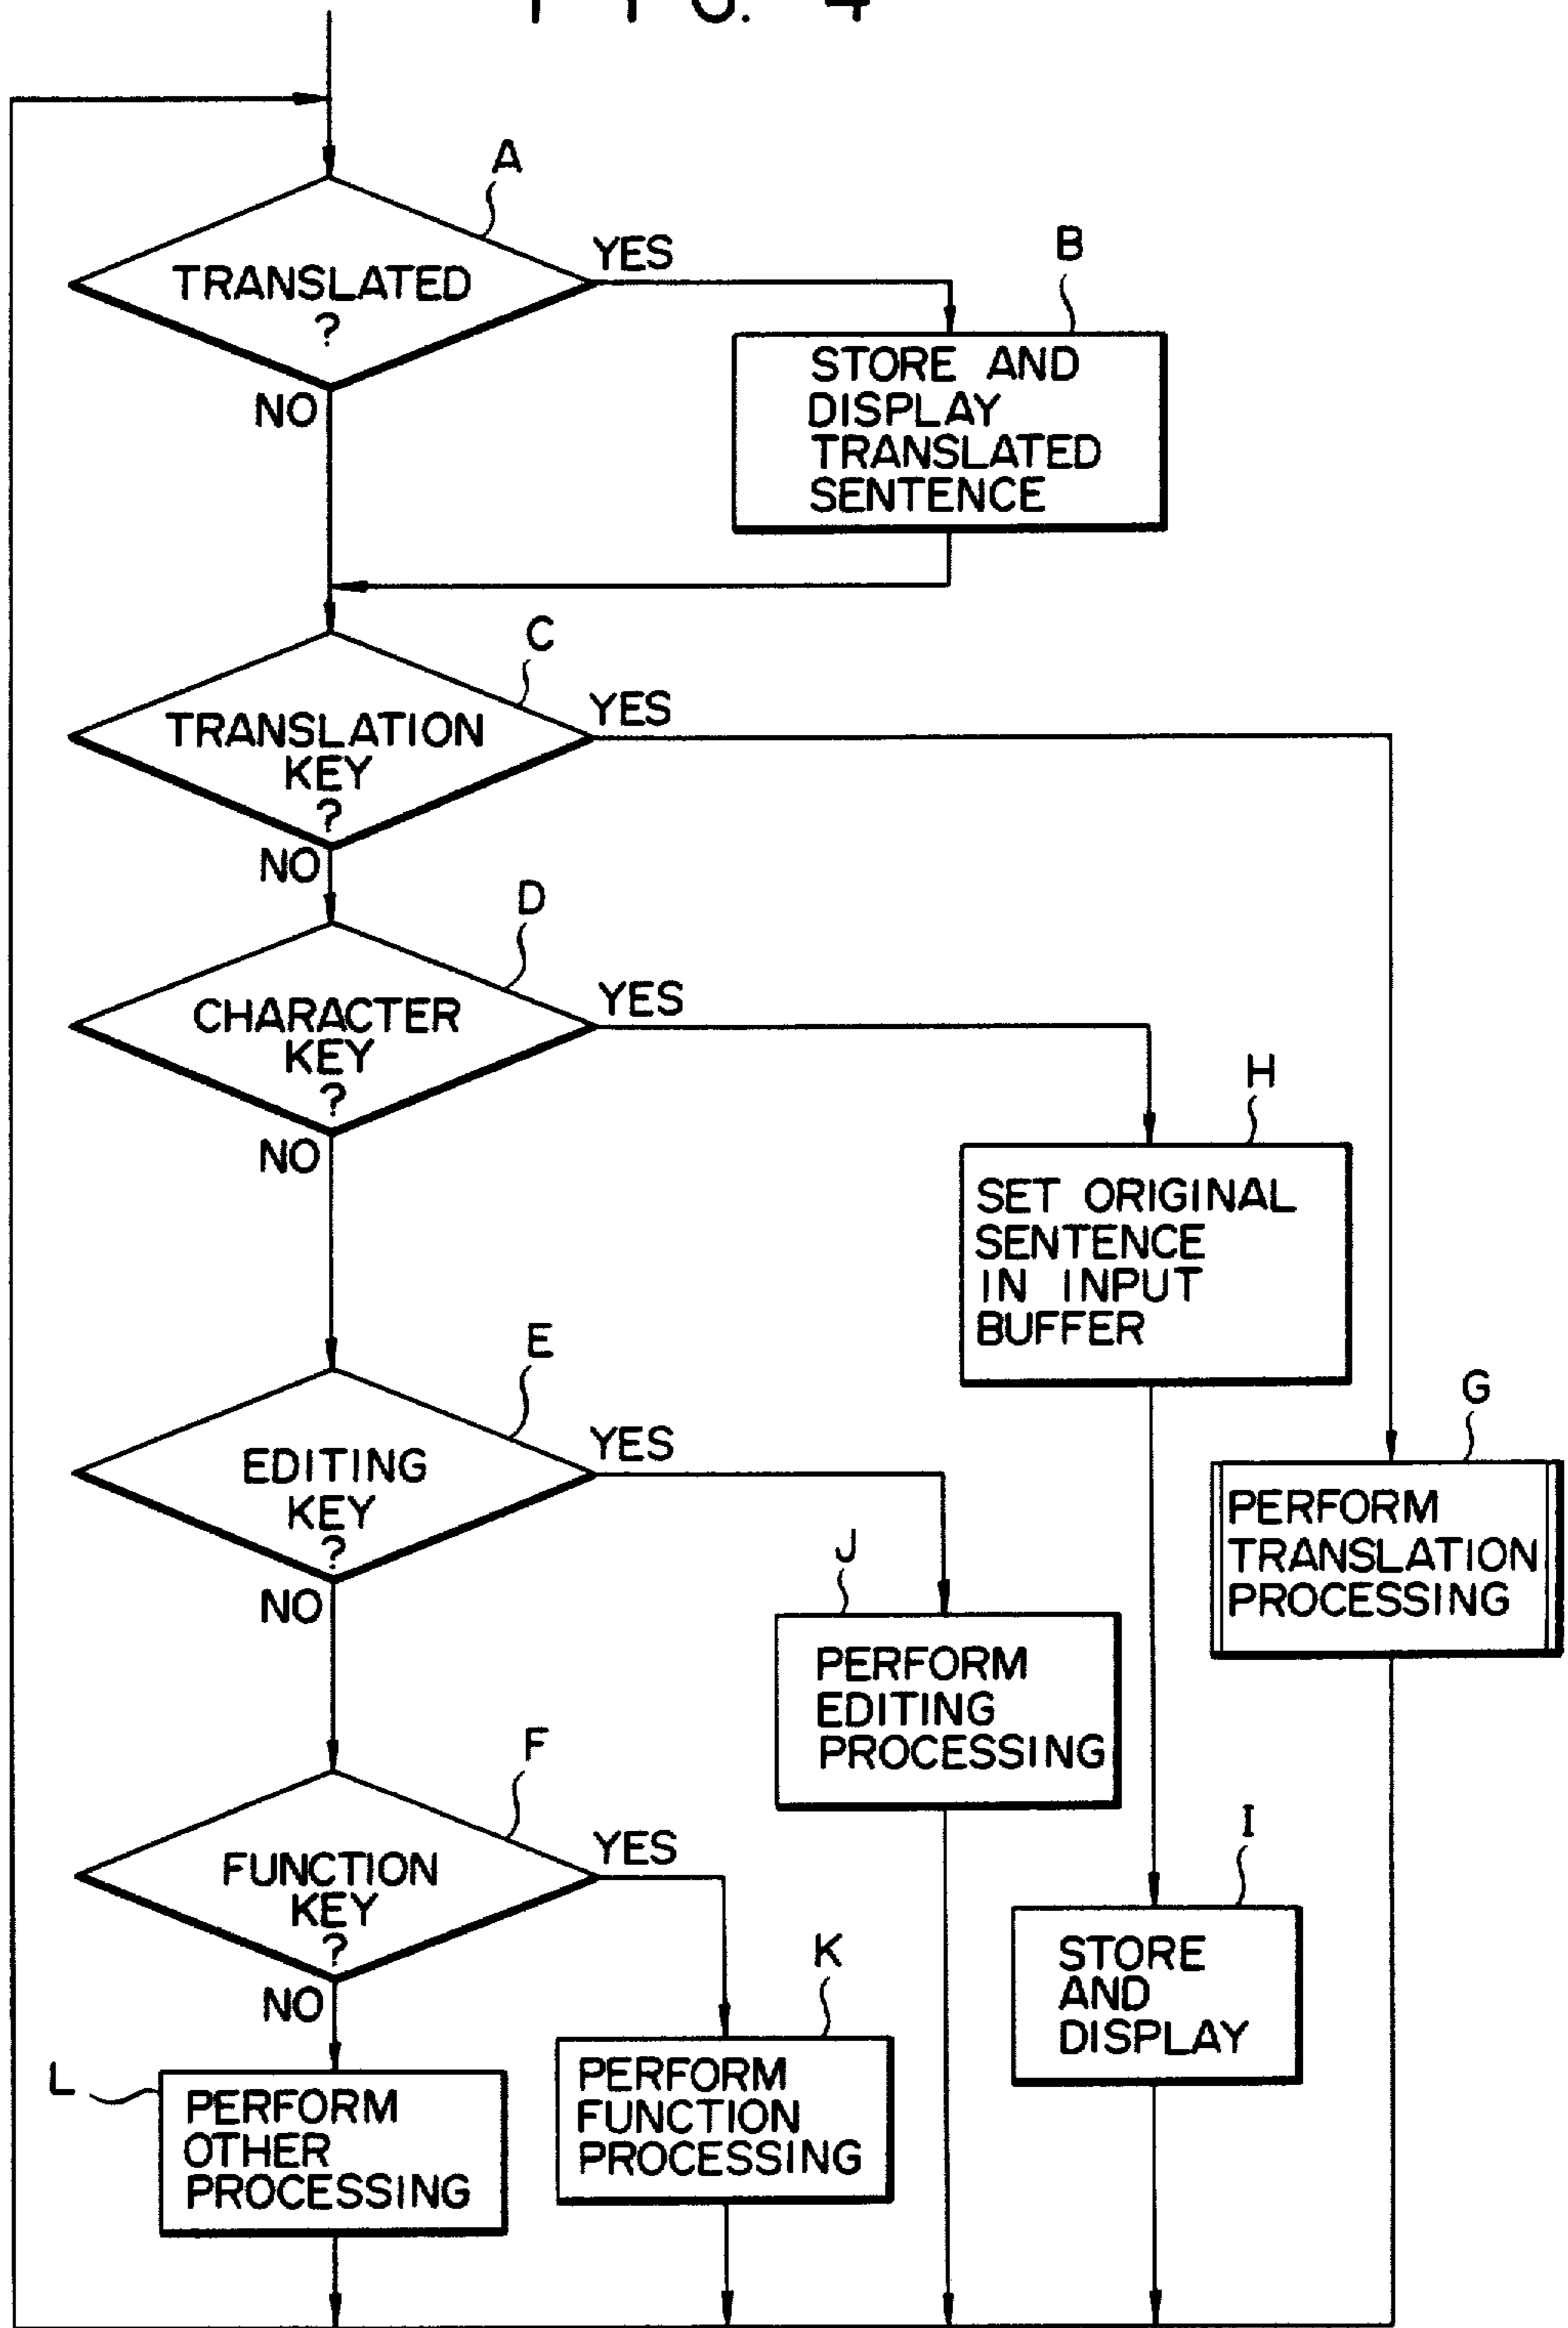 FIG. 4
A
TRANSLATED
?
YES
NO
B
STORE AND
DISPLAY
TRANSLATED
SENTENCE
C
TRANSLATION
KEY
?
YES
NO
D
CHARACTER
KEY
?
YES
NO
H
SET ORIGINAL
SENTENCE
IN INPUT
BUFFER
E
EDITING
KEY
?
YES
NO
G
PERFORM
TRANSLATION
PROCESSING
J
PERFORM
EDITING
PROCESSING
F
FUNCTION
KEY
?
YES
NO
I
STORE
AND
DISPLAY
K
PERFORM
FUNCTION
PROCESSING
L
PERFORM
OTHER
PROCESSING